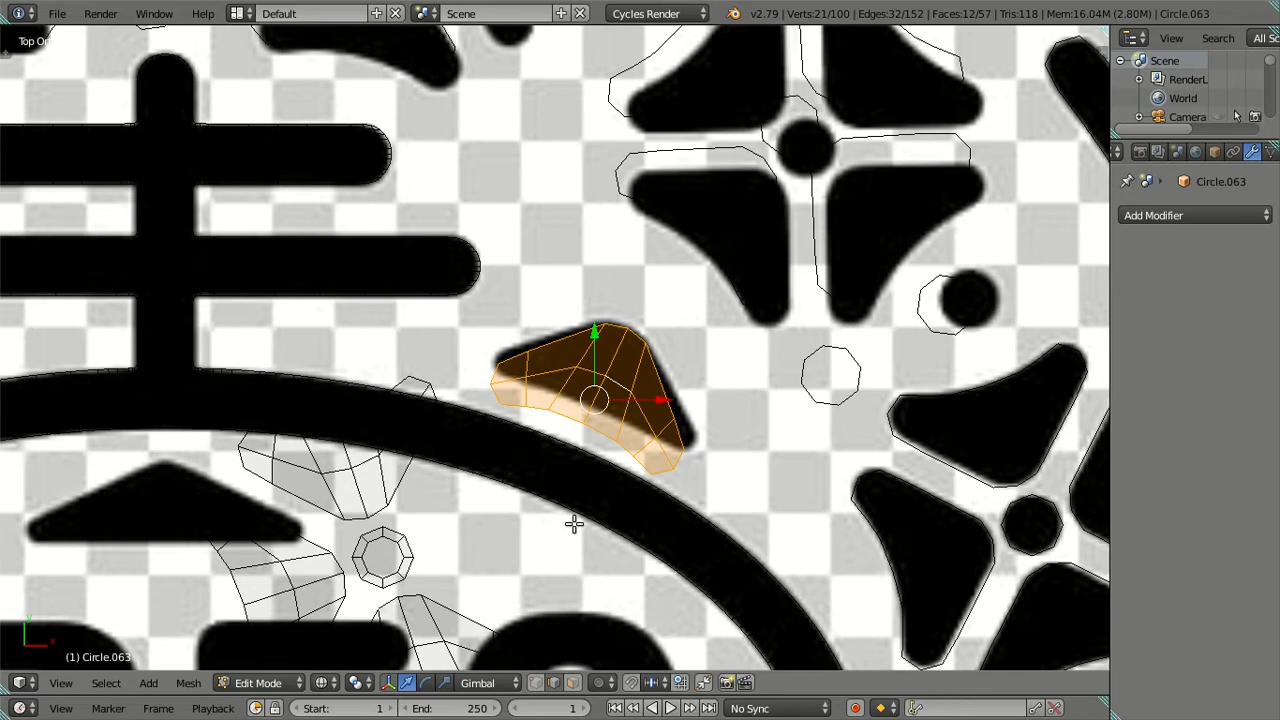 File Render Window Help Default Scene Cycles Render v2.79 | Verts:21/100 | Edges:32/152 | Faces:12/57 | Tris:118 | Mem:16.04M (2.80M) | Circle.063
Top Or
View Search All Sc
Scene
RenderL
World
Camera
Circle.063
Add Modifier
y
x
(1) Circle.063
View Select Add Mesh Edit Mode Gimbal
View Marker Frame Playback Start: 1 End: 250 1 No Sync